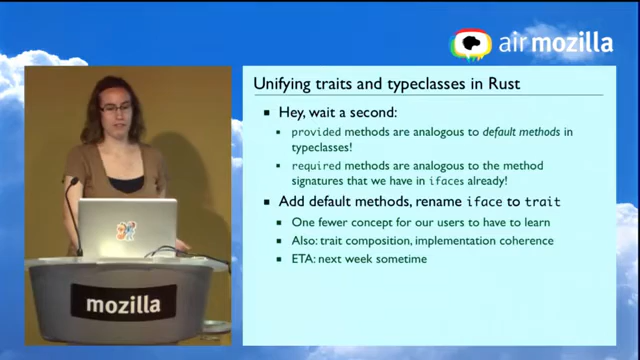 air mozilla
Unifying traits and typeclasses in Rust
Hey, wait a second:
provided methods are analogous to default methods in
typeclasses!
required methods are analogous to the method
signatures that we have in ifaces already!
Add default methods, rename iface to trait
One fewer concept for our users to have to learn
Also: trait composition, implementation coherence
ETA: next week sometime
mozilla